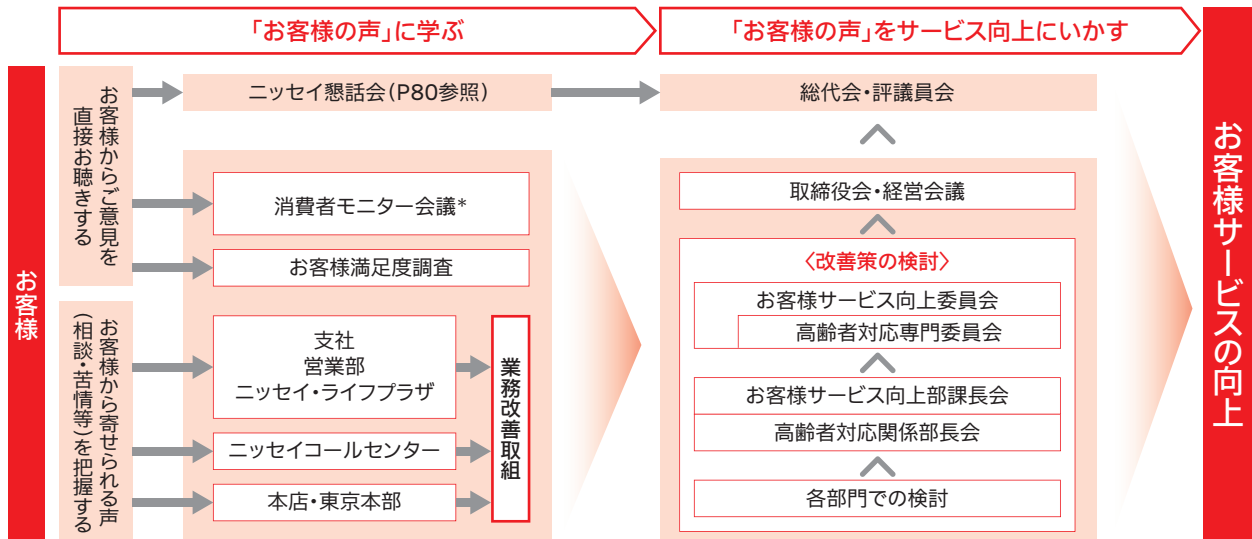 「お客様の声」に学ぶ
「お客様の声」をサービス向上にいかす
お客様
お客様からご意見を
直接お聴きする
ニッセイ懇話会(P80参照)
消費者モニター会議*
お客様満足度調査
お客様から寄せられる声
(相談・苦情等)を把握する
支社
営業部
ニッセイ・ライフプラザ
ニッセイコールセンター
本店・東京本部
業務改善取組
総代会・評議員会
取締役会・経営会議
〈改善策の検討〉
お客様サービス向上委員会
高齢者対応専門委員会
お客様サービス向上部課長会
高齢者対応関係部長会
各部門での検討
お客様サービスの向上